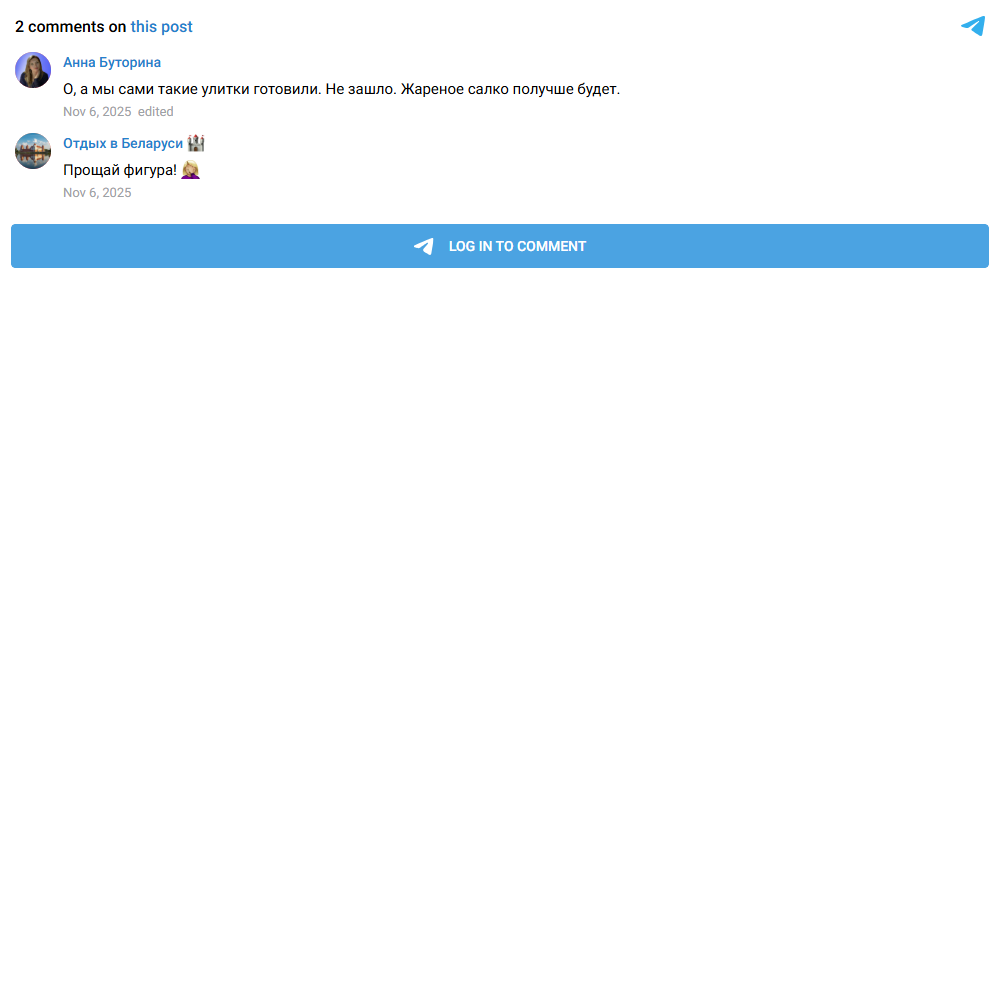 2 comments on this post
Анна Буторина
О, а мы сами такие улитки готовили. Не зашло. Жареное салко получше будет.
Nov 6, 2025 edited
Отдых в Беларуси 🏰
Прощай фигура! 🤦🏼‍♀️
Nov 6, 2025
LOG IN TO COMMENT